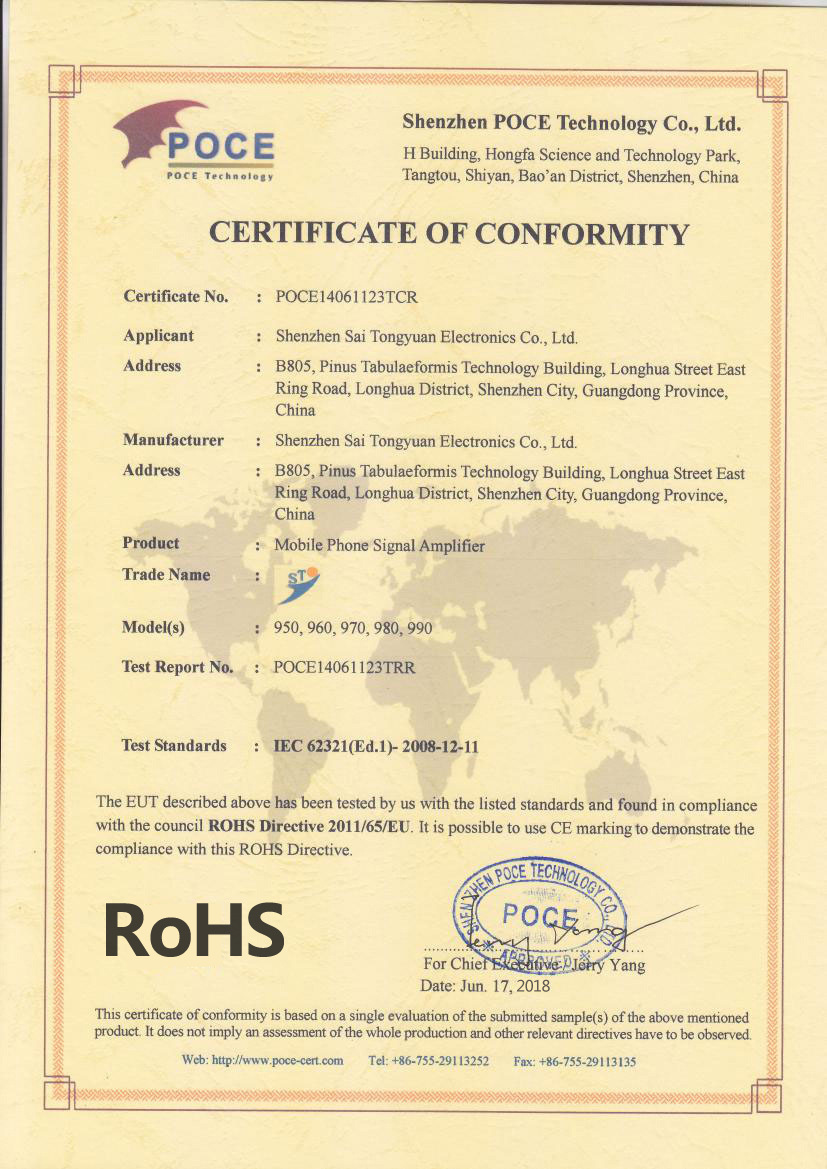 POCE
POCE Technology
Shenzhen POCE Technology Co., Ltd.
H Building, Hongfa Science and Technology Park,
Tangtou, Shiyan, Bao'an District, Shenzhen, China
CERTIFICATE OF CONFORMITY
Certificate No. : POCE14061123TCR
Applicant : Shenzhen Sai Tongyuan Electronics Co., Ltd.
Address : B805, Pinus Tabulaeformis Technology Building, Longhua Street East
Ring Road, Longhua District, Shenzhen City, Guangdong Province,
China
Manufacturer : Shenzhen Sai Tongyuan Electronics Co., Ltd.
Address : B805, Pinus Tabulaeformis Technology Building, Longhua Street East
Ring Road, Longhua District, Shenzhen City, Guangdong Province,
China
Product : Mobile Phone Signal Amplifier
Trade Name : ST
Model(s) : 950, 960, 970, 980, 990
Test Report No. : POCE14061123TRR
Test Standards : IEC 62321(Ed.1)- 2008-12-11
The EUT described above has been tested by us with the listed standards and found in compliance
with the council ROHS Directive 2011/65/EU. It is possible to use CE marking to demonstrate the
compliance with this ROHS Directive.
RoHS
SHENZHEN POCE TECHNOLOGY CO., LTD.
POCE
APPROVED
Jerry Yang
For Chief Executive: Jerry Yang
Date: Jun. 17, 2018
This certificate of conformity is based on a single evaluation of the submitted sample(s) of the above mentioned
product. It does not imply an assessment of the whole production and other relevant directives have to be observed.
Web: http://www.poce-cert.com Tel: +86-755-29113252 Fax: +86-755-29113135